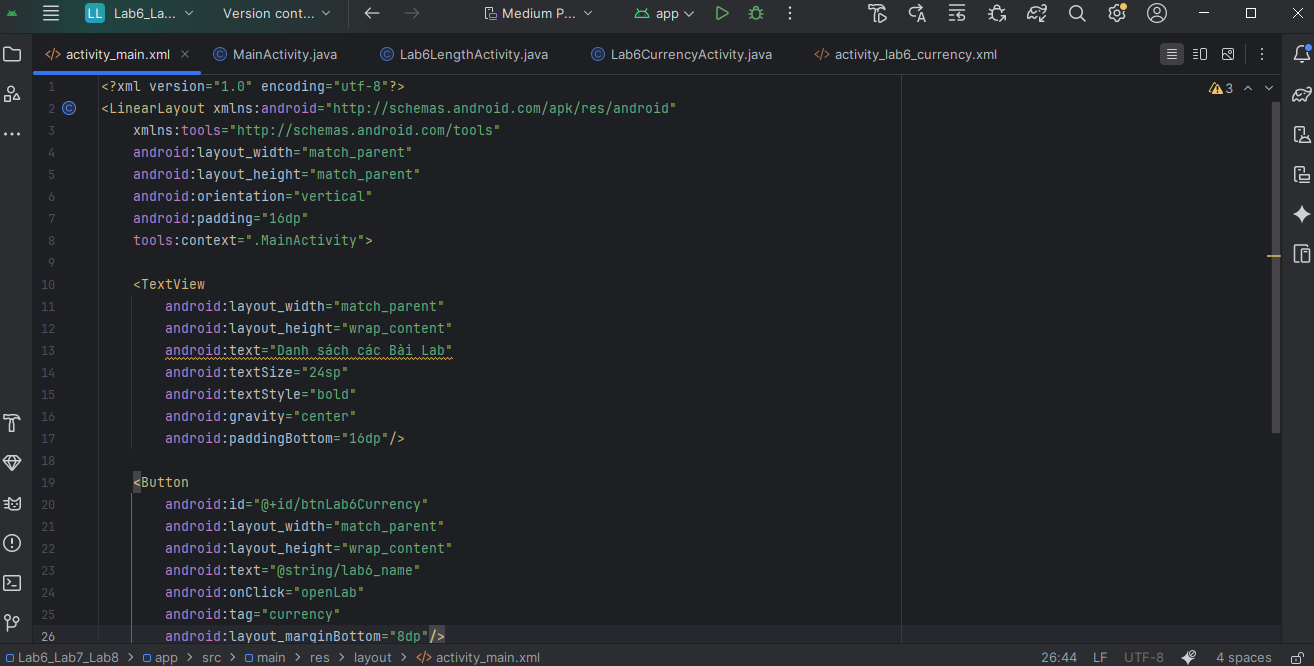 LL Lab6_La... Version cont... Medium P... app
activity_main.xml MainActivity.java Lab6LengthActivity.java Lab6CurrencyActivity.java activity_lab6_currency.xml
3
1 <?xml version="1.0" encoding="utf-8"?>
2 <LinearLayout xmlns:android="http://schemas.android.com/apk/res/android"
3 xmlns:tools="http://schemas.android.com/tools"
4 android:layout_width="match_parent"
5 android:layout_height="match_parent"
6 android:orientation="vertical"
7 android:padding="16dp"
8 tools:context=".MainActivity">
9
10 <TextView
11 android:layout_width="match_parent"
12 android:layout_height="wrap_content"
13 android:text="Danh sách các Bài Lab"
14 android:textSize="24sp"
15 android:textStyle="bold"
16 android:gravity="center"
17 android:paddingBottom="16dp"/>
18
19 <Button
20 android:id="@+id/btnLab6Currency"
21 android:layout_width="match_parent"
22 android:layout_height="wrap_content"
23 android:text="@string/lab6_name"
24 android:onClick="openLab"
25 android:tag="currency"
26 android:layout_marginBottom="8dp"/>
Lab6_Lab7_Lab8 > app > src > main > res > layout > activity_main.xml 26:44 LF UTF-8 4 spaces